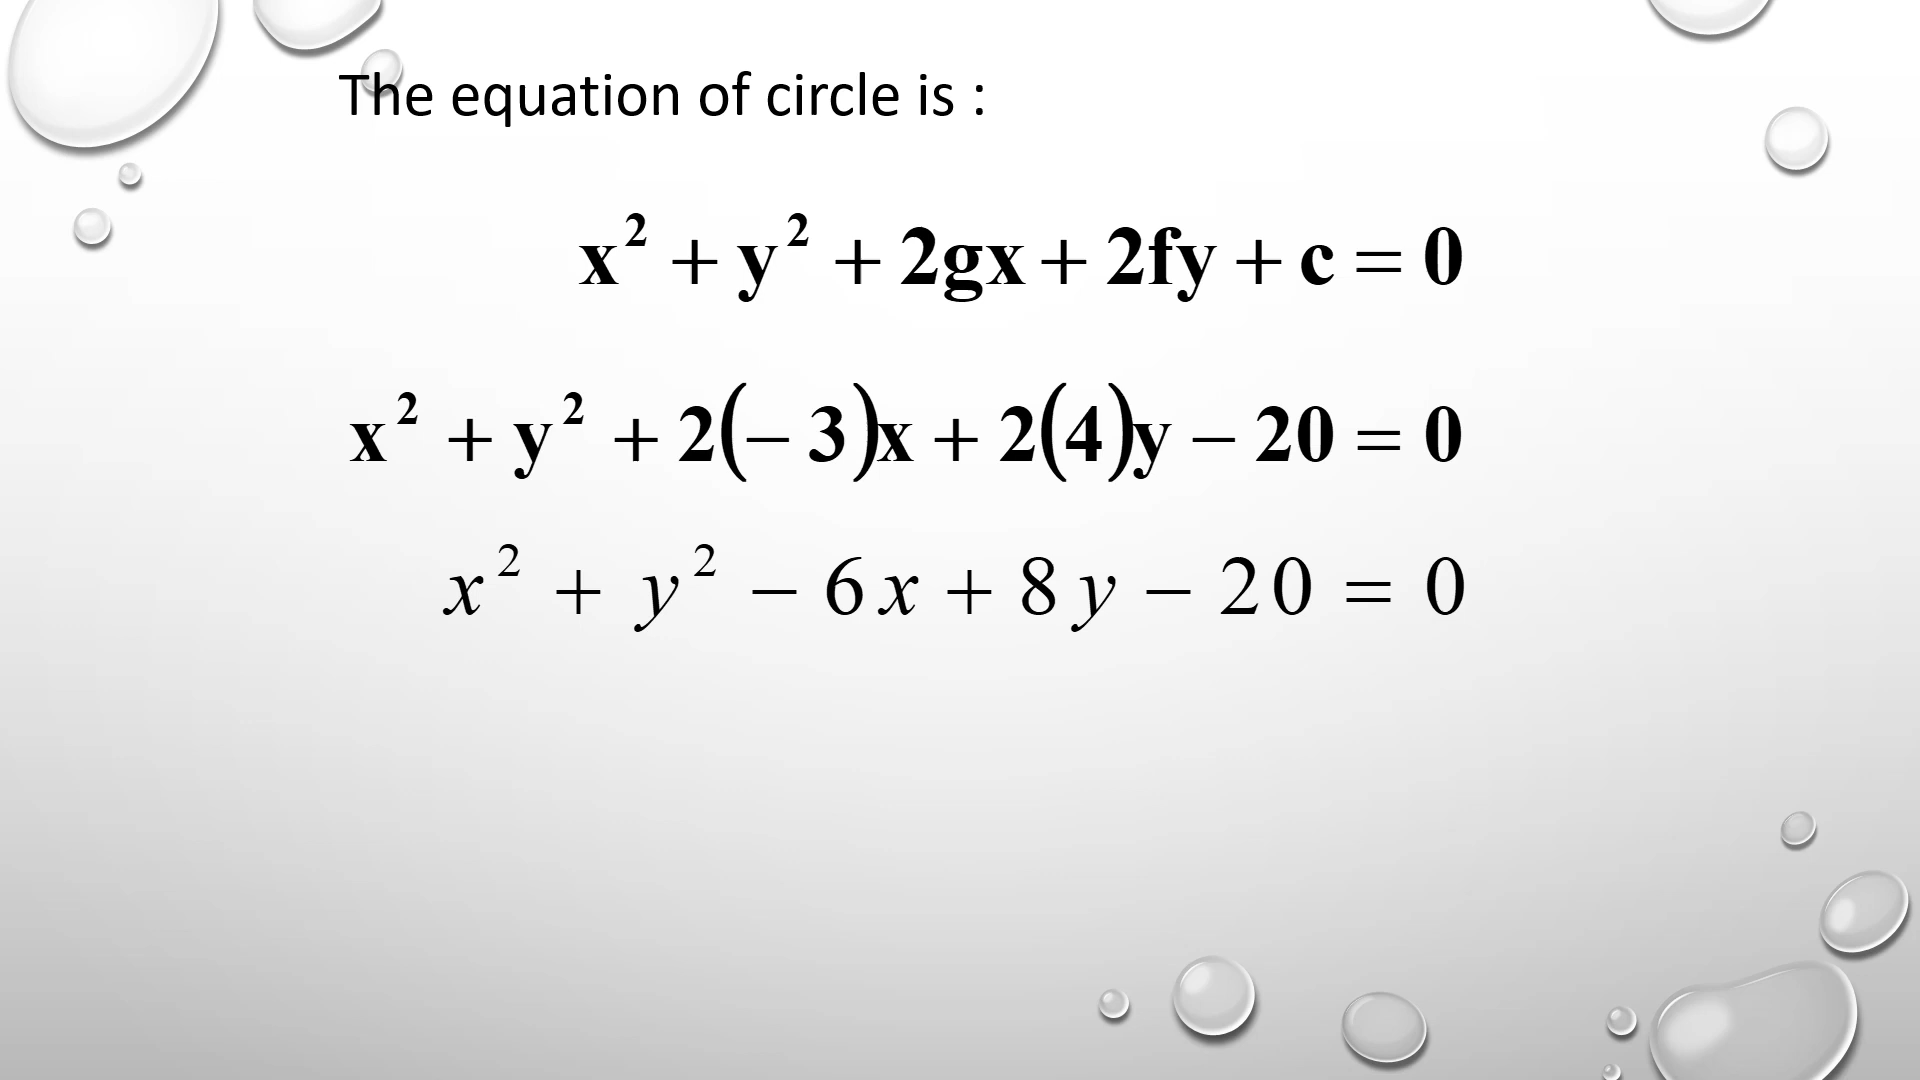 The equation of circle is :
x² + y² + 2gx + 2fy + c = 0
x² + y² + 2(− 3)x + 2(4)y − 20 = 0
x² + y² − 6x + 8y − 20 = 0